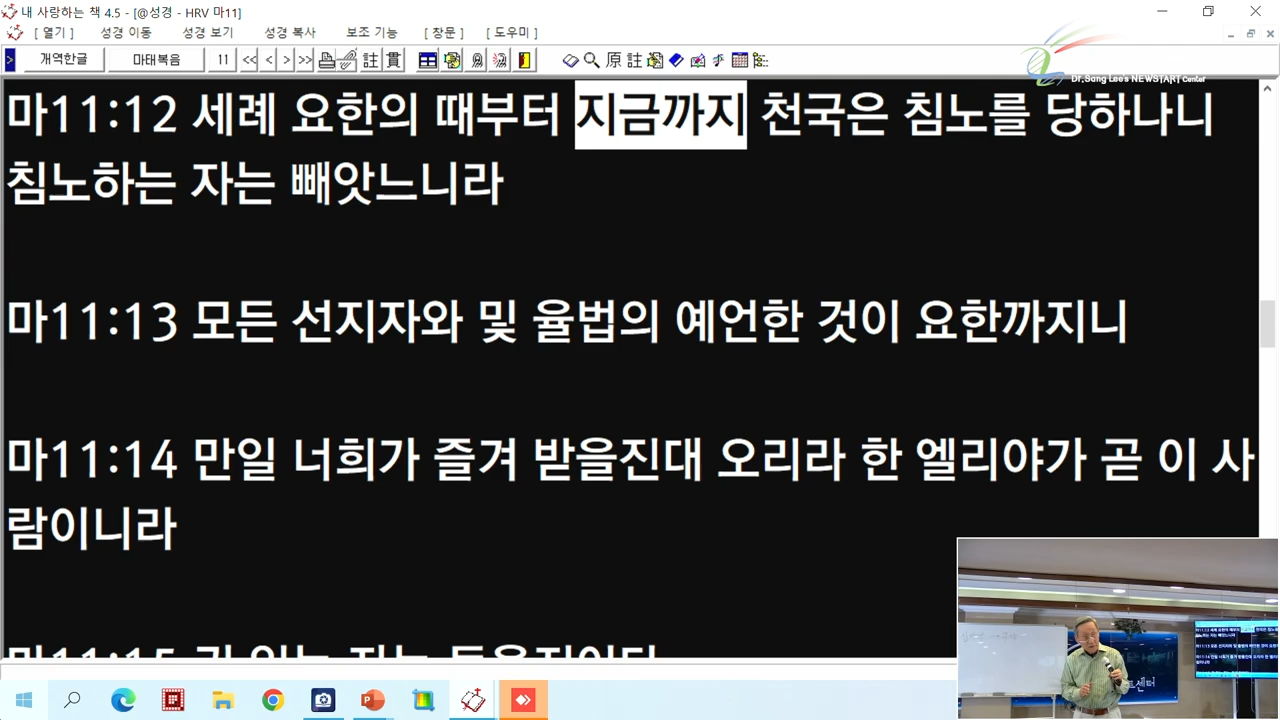 내 사랑하는 책 4.5 - [@성경 - HRV 마11]
[ 열기 ] 성경 이동 성경 보기 성경 복사 보조 기능 [ 창문 ] [ 도우미 ]
> 개역한글 마태복음 11 << < > >> 註 貫 原 註
Dr.Sang Lee's NEWSTART Center
마11:12 세례 요한의 때부터 지금까지 천국은 침노를 당하나니
침노하는 자는 빼앗느니라
마11:13 모든 선지자와 및 율법의 예언한 것이 요한까지니
마11:14 만일 너희가 즐겨 받을진대 오리라 한 엘리야가 곧 이 사
람이니라